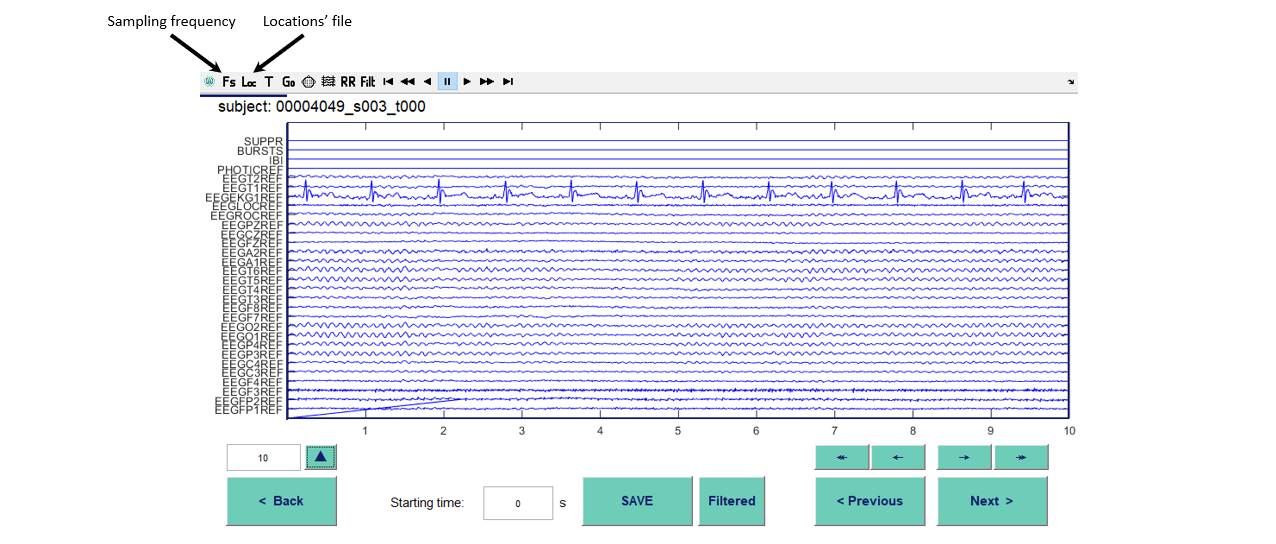 Sampling frequency Locations' file
Fs Loc T Go RR Filt
subject: 00004049_s003_t000
SUPPR
BURSTS
IBI
PHOTICREF
EEGT2REF
EEGT1REF
EEGEKG1REF
EEGLOCREF
EEGROCREF
EEGPZREF
EEGCZREF
EEGFZREF
EEGA2REF
EEGA1REF
EEGT6REF
EEGT5REF
EEGT4REF
EEGT3REF
EEGF8REF
EEGF7REF
EEGO2REF
EEGO1REF
EEGP4REF
EEGP3REF
EEGC4REF
EEGC3REF
EEGF4REF
EEGF3REF
EEGFP2REF
EEGFP1REF
1 2 3 4 5 6 7 8 9 10
10
< Back Starting time: 0 s SAVE Filtered < Previous Next >